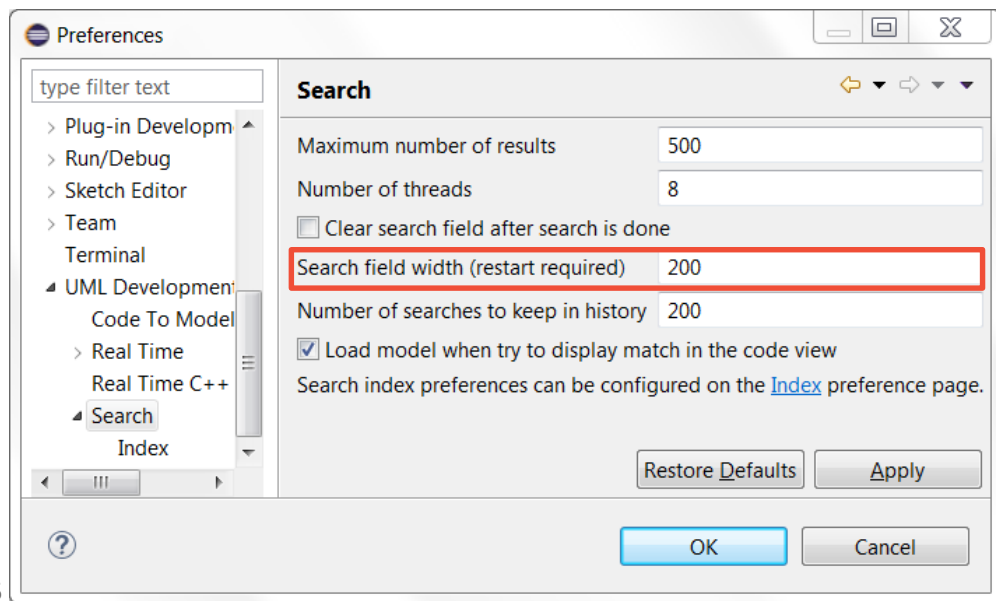 Preferences
type filter text
Plug-in Developm
Run/Debug
Sketch Editor
Team
Terminal
UML Development
Code To Model
Real Time
Real Time C++
Search
Index
Search
Maximum number of results 500
Number of threads 8
Clear search field after search is done
Search field width (restart required) 200
Number of searches to keep in history 200
Load model when try to display match in the code view
Search index preferences can be configured on the Index preference page.
Restore Defaults Apply
OK Cancel